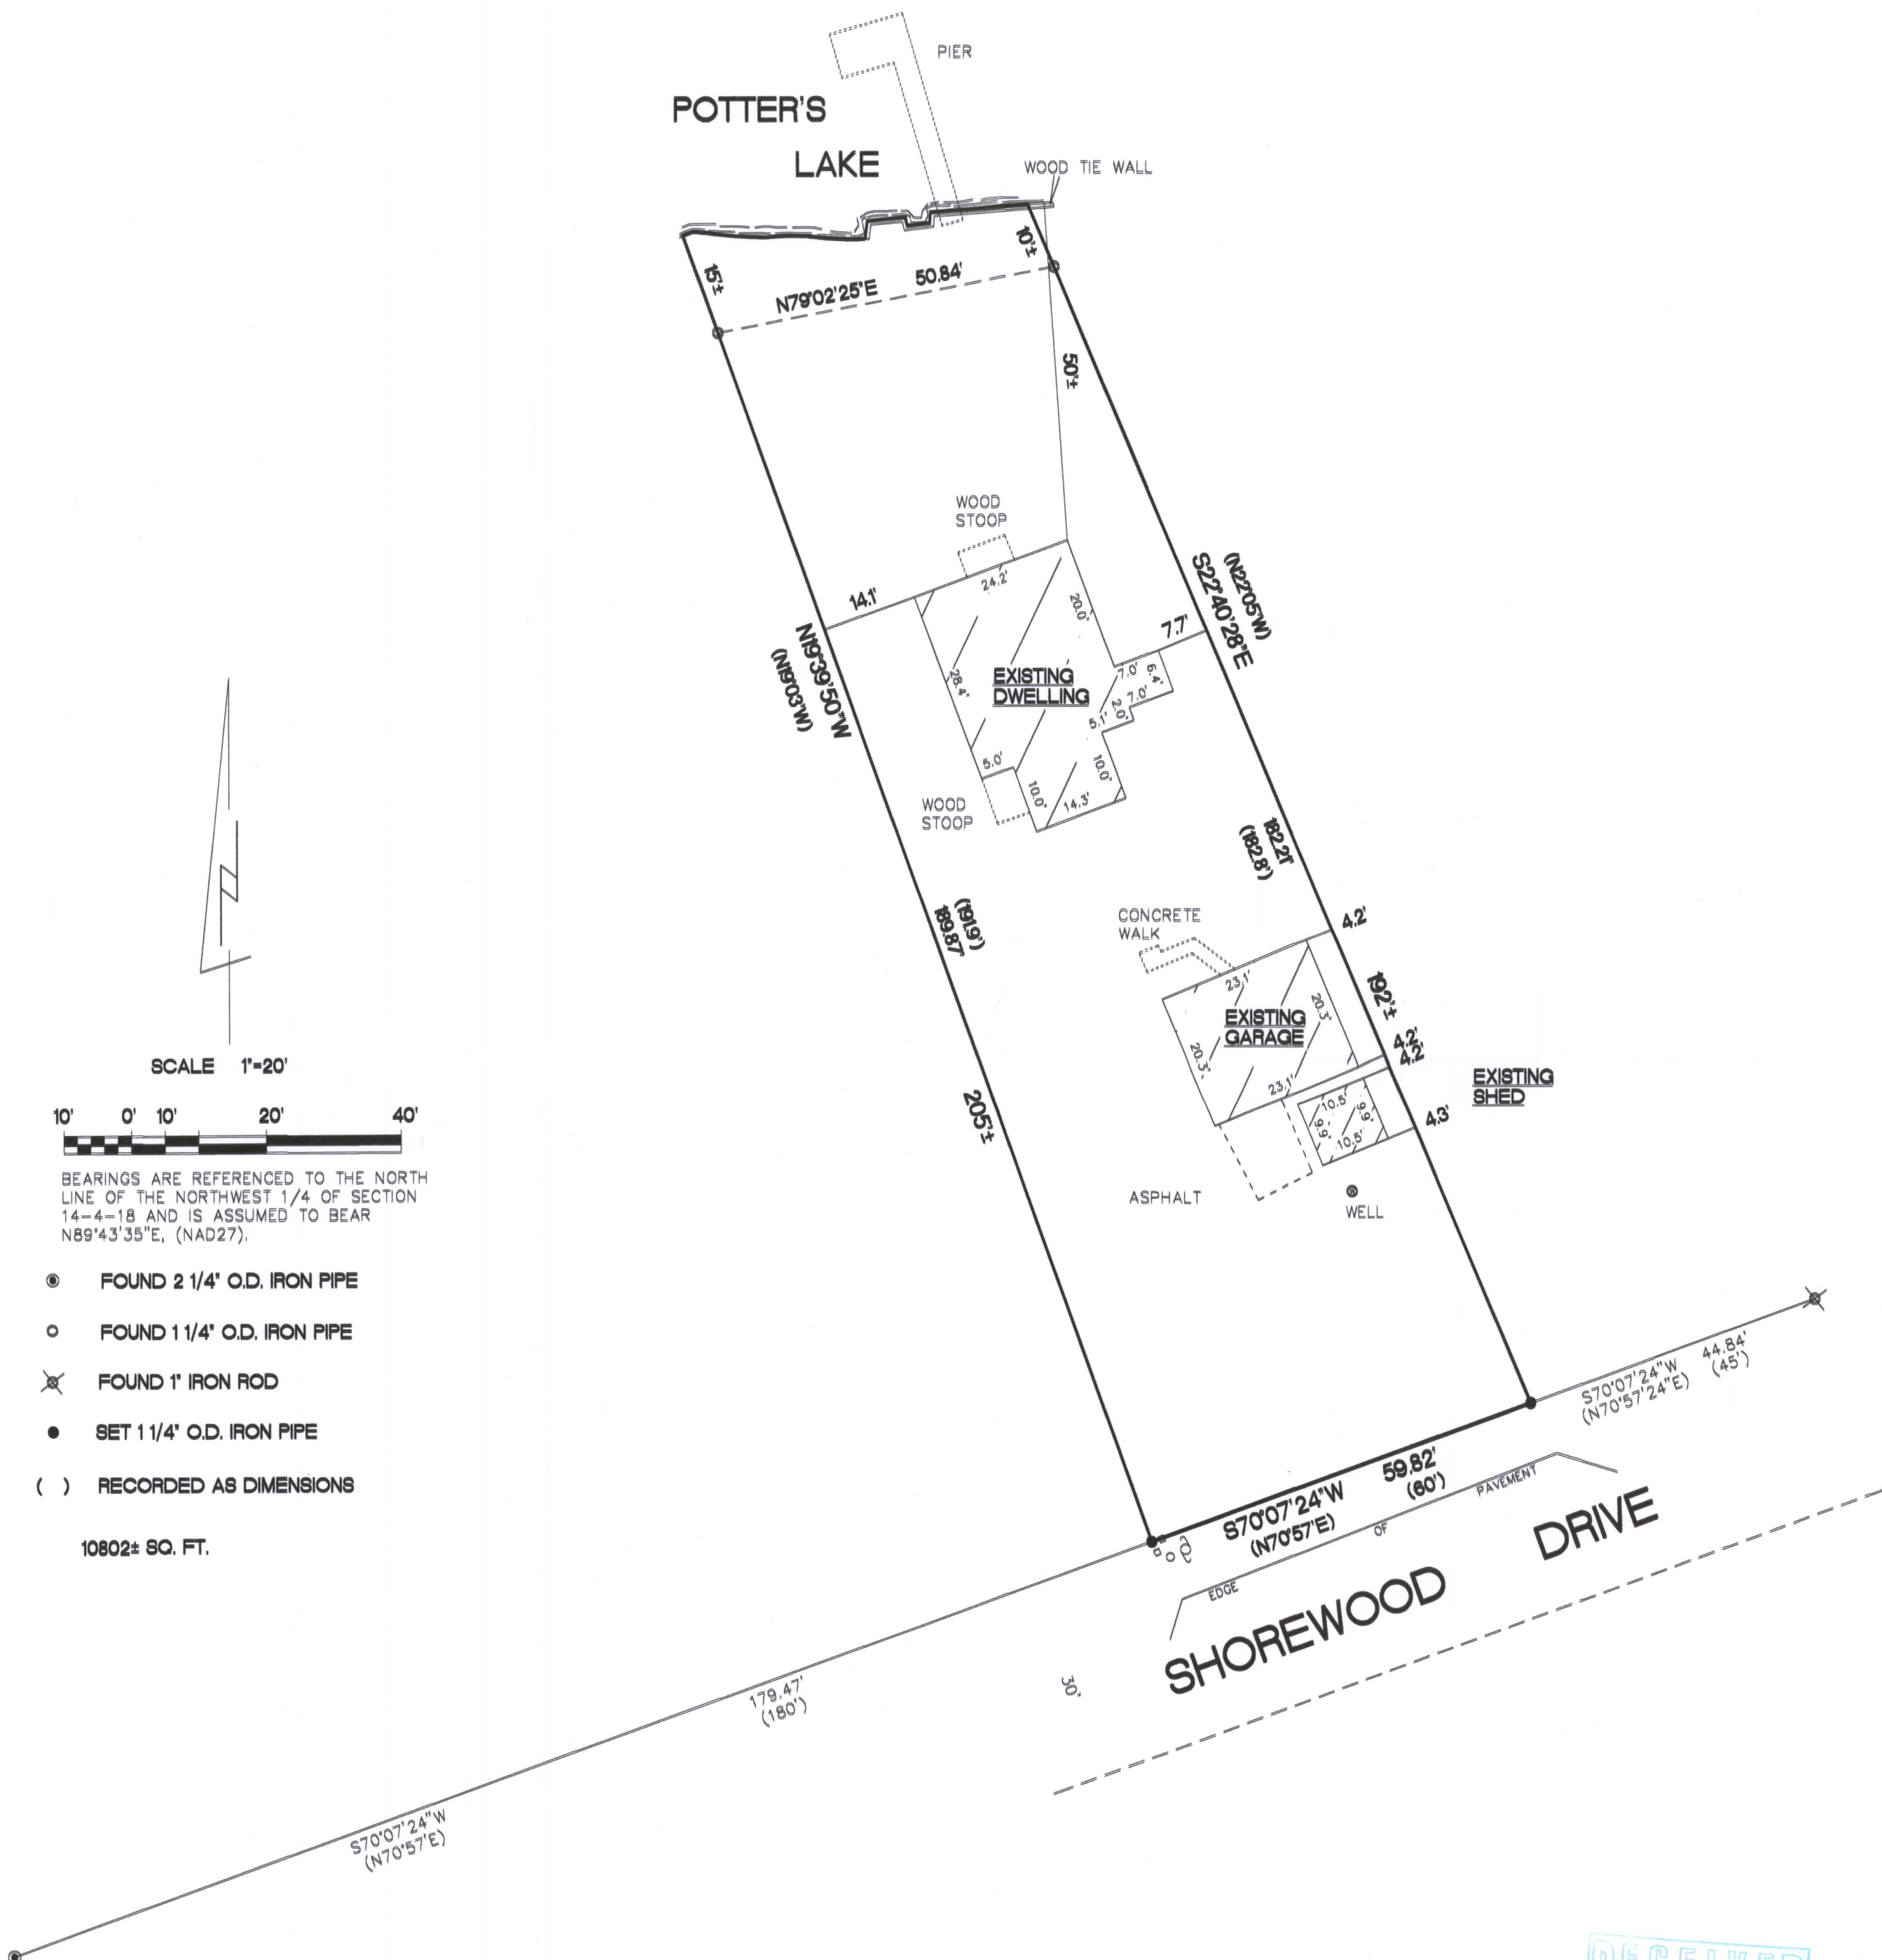 PIER
POTTER'S
LAKE
WOOD TIE WALL
10'±
15'±
N79°02'25"E 50.84'
50'±
WOOD
STOOP
24.2'
14.1'
20.0'
7.7'
(N22°05'W)
S22°40'28"E
N19°39'50"W
(N19°03'W)
28.4'
EXISTING
DWELLING
7.0'
6.4'
7.0'
2.0'
5.1'
5.0'
10.0'
10.0'
14.3'
WOOD
STOOP
182.21'
(182.8')
(191.9')
189.87'
CONCRETE
WALK
4.2'
23.1'
20.3'
192'±
EXISTING
GARAGE
20.3'
4.2'
4.2'
23.1'
EXISTING
SHED
10.5'
9.9'
9.9'
10.5'
4.3'
205'±
ASPHALT
WELL
SCALE 1"=20'
10' 0' 10' 20' 40'
BEARINGS ARE REFERENCED TO THE NORTH
LINE OF THE NORTHWEST 1/4 OF SECTION
14-4-18 AND IS ASSUMED TO BEAR
N89°43'35"E, (NAD27).
FOUND 2 1/4" O.D. IRON PIPE
FOUND 1 1/4" O.D. IRON PIPE
FOUND 1" IRON ROD
SET 1 1/4" O.D. IRON PIPE
( ) RECORDED AS DIMENSIONS
10802± SQ. FT.
S70°07'24"W 44.84'
(N70°57'24"E) (45')
S70°07'24"W 59.82'
(N70°57'E) (60')
EDGE OF PAVEMENT
SHOREWOOD DRIVE
30'
179.47'
(180')
S70°07'24"W
(N70°57'E)
RECEIVED